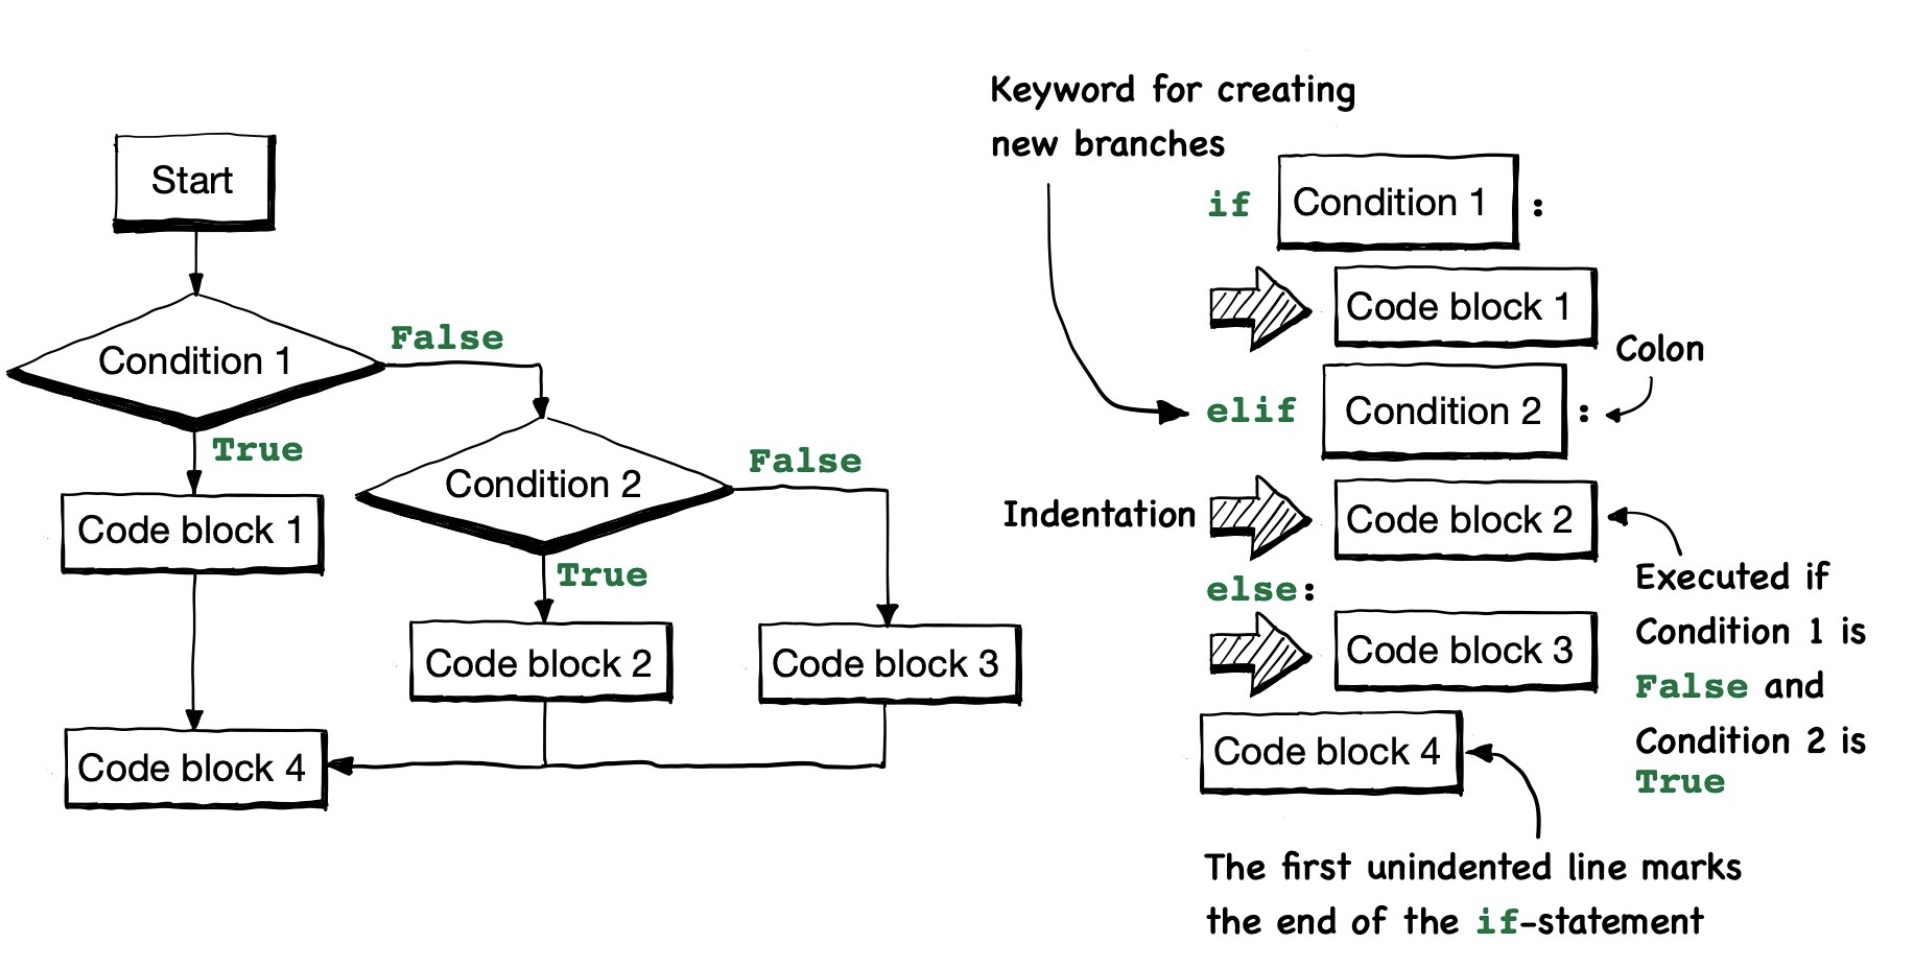 Start
Condition 1
False
True
Code block 1
Condition 2
False
True
Code block 2
Code block 3
Code block 4
Keyword for creating
new branches
if Condition 1 :
Code block 1
Colon
elif Condition 2 :
Indentation
Code block 2
else:
Code block 3
Executed if
Condition 1 is
False and
Condition 2 is
True
Code block 4
The first unindented line marks
the end of the if-statement